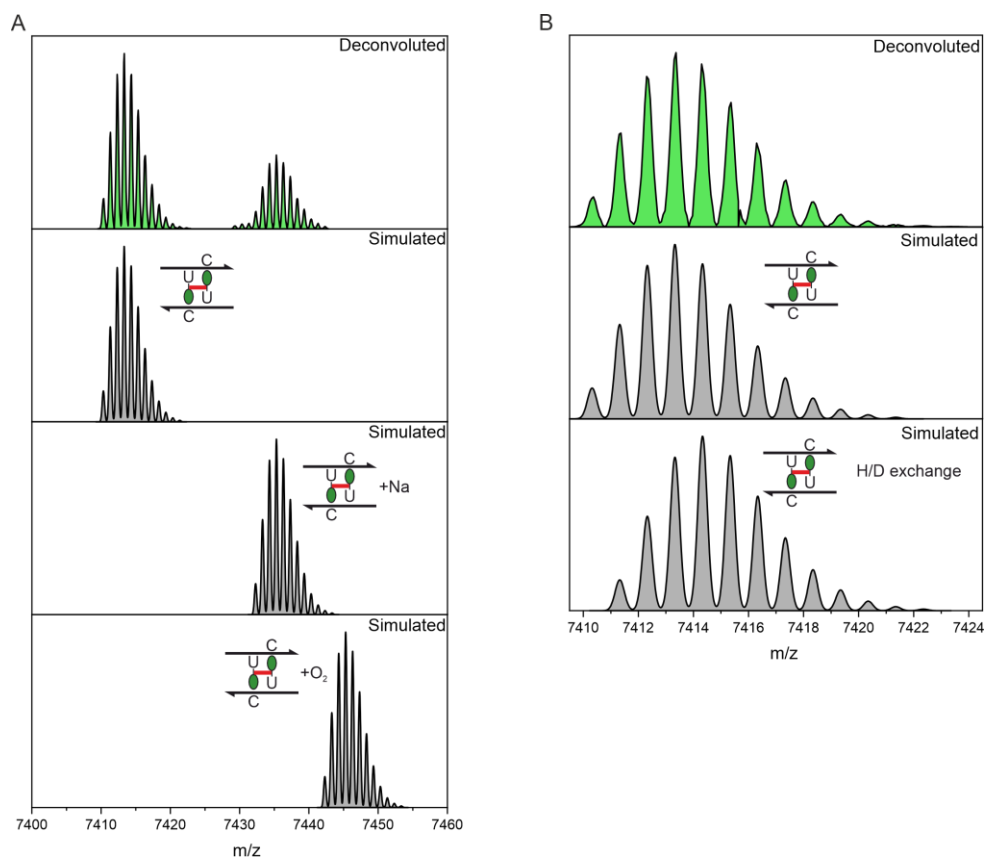 A
Deconvoluted
Simulated
C
U
U
C
Simulated
C
U
+Na
U
C
Simulated
C
U
+O₂
U
C
7400 7410 7420 7430 7440 7450 7460
m/z
B
Deconvoluted
Simulated
C
U
U
C
Simulated
C
U
H/D exchange
U
C
7410 7412 7414 7416 7418 7420 7422 7424
m/z